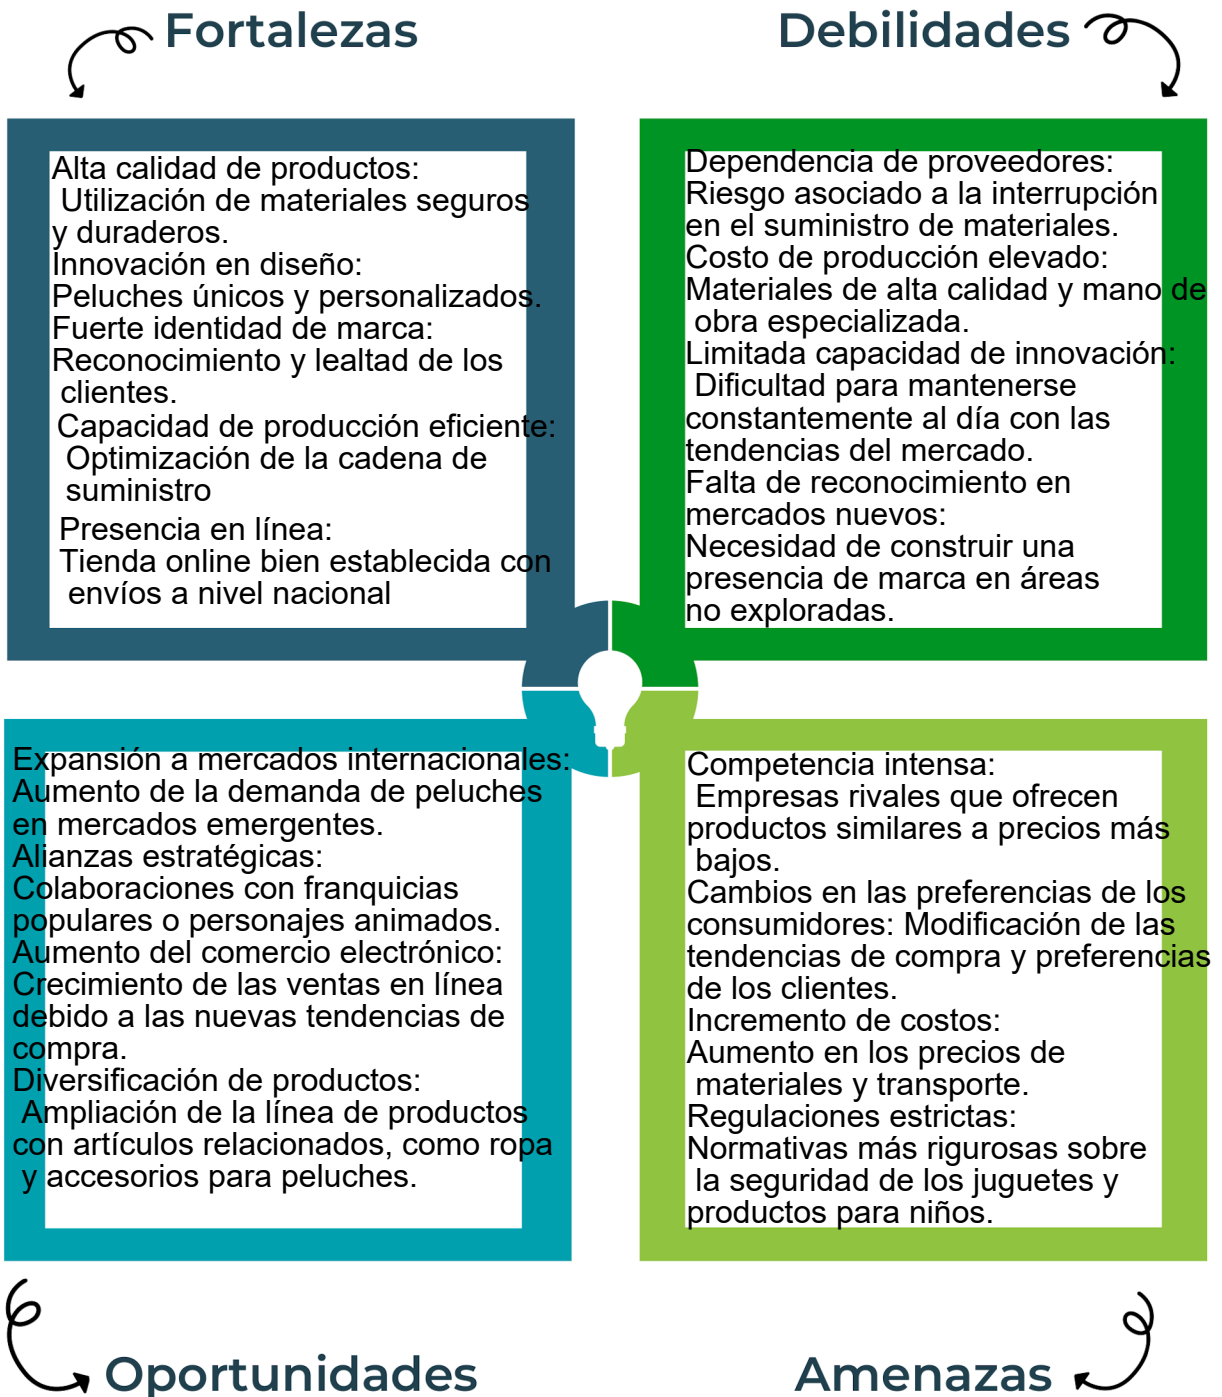 Fortalezas
Alta calidad de productos:
Utilización de materiales seguros
y duraderos.
Innovación en diseño:
Peluches únicos y personalizados.
Fuerte identidad de marca:
Reconocimiento y lealtad de los
clientes.
Capacidad de producción eficiente:
Optimización de la cadena de
suministro
Presencia en línea:
Tienda online bien establecida con
envíos a nivel nacional
Debilidades
Dependencia de proveedores:
Riesgo asociado a la interrupción
en el suministro de materiales.
Costo de producción elevado:
Materiales de alta calidad y mano de
obra especializada.
Limitada capacidad de innovación:
Dificultad para mantenerse
constantemente al día con las
tendencias del mercado.
Falta de reconocimiento en
mercados nuevos:
Necesidad de construir una
presencia de marca en áreas
no exploradas.
Expansión a mercados internacionales:
Aumento de la demanda de peluches
en mercados emergentes.
Alianzas estratégicas:
Colaboraciones con franquicias
populares o personajes animados.
Aumento del comercio electrónico:
Crecimiento de las ventas en línea
debido a las nuevas tendencias de
compra.
Diversificación de productos:
Ampliación de la línea de productos
con artículos relacionados, como ropa
y accesorios para peluches.
Oportunidades
Competencia intensa:
Empresas rivales que ofrecen
productos similares a precios más
bajos.
Cambios en las preferencias de los
consumidores: Modificación de las
tendencias de compra y preferencias
de los clientes.
Incremento de costos:
Aumento en los precios de
materiales y transporte.
Regulaciones estrictas:
Normativas más rigurosas sobre
la seguridad de los juguetes y
productos para niños.
Amenazas